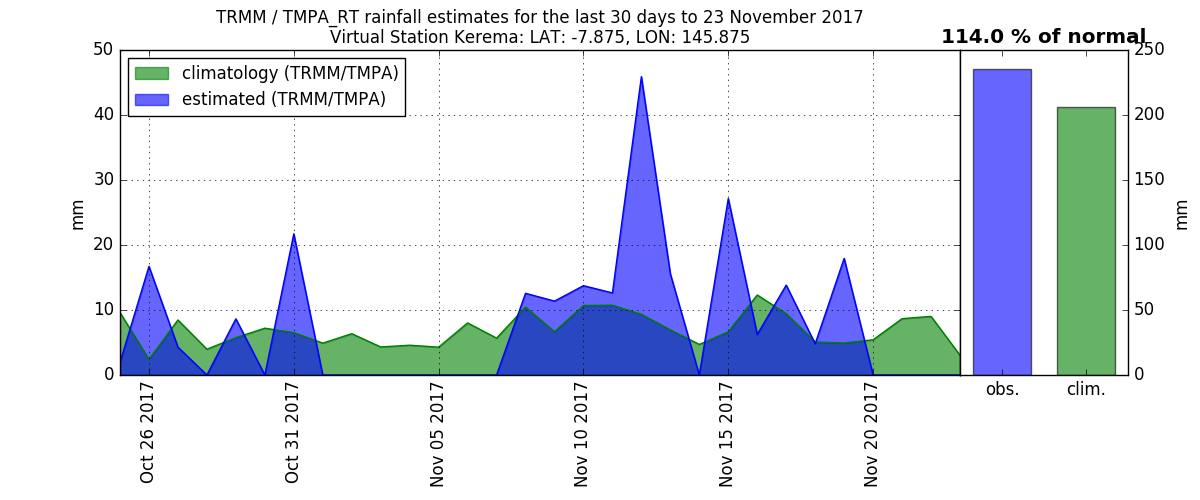 TRMM / TMPA_RT rainfall estimates for the last 30 days to 23 November 2017
Virtual Station Kerema: LAT: -7.875, LON: 145.875
114.0 % of normal
climatology (TRMM/TMPA)
estimated (TRMM/TMPA)
50
40
30
20
10
0
mm
250
200
150
100
50
0
mm
obs.
clim.
Oct 26 2017
Oct 31 2017
Nov 05 2017
Nov 10 2017
Nov 15 2017
Nov 20 2017